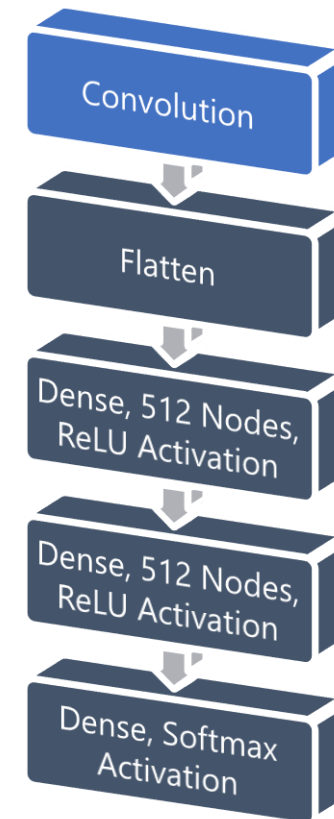 Convolution
Flatten
Dense, 512 Nodes,
ReLU Activation
Dense, 512 Nodes,
ReLU Activation
Dense, Softmax
Activation